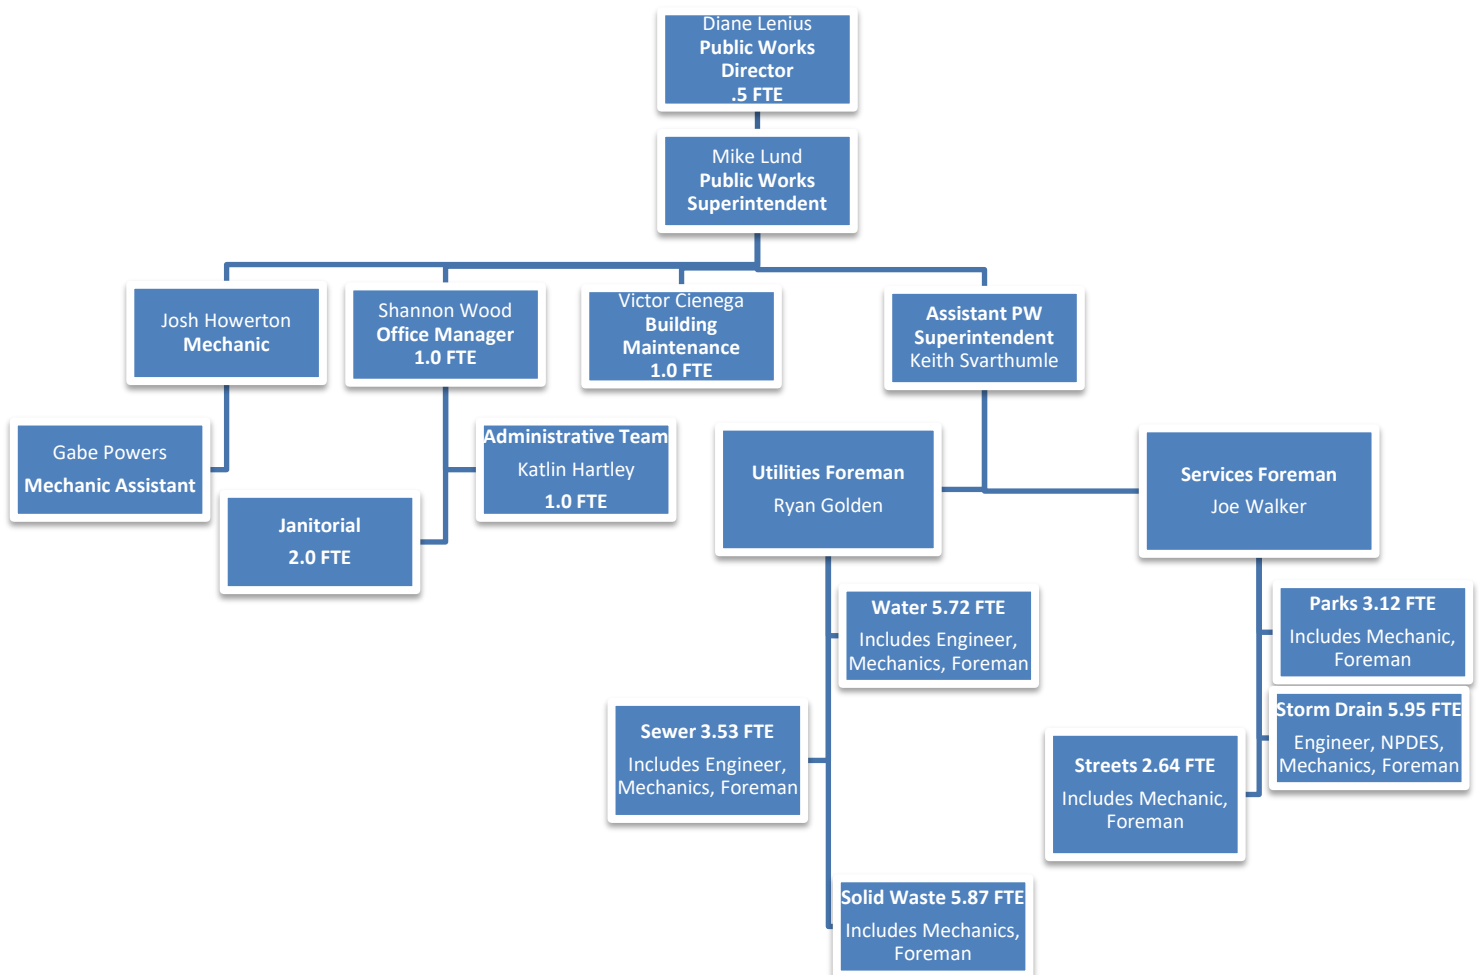 Diane Lenius
Public Works
Director
.5 FTE
Mike Lund
Public Works
Superintendent
Josh Howerton
Mechanic
Shannon Wood
Office Manager
1.0 FTE
Victor Cienega
Building
Maintenance
1.0 FTE
Assistant PW
Superintendent
Keith Svarthumle
Gabe Powers
Mechanic Assistant
Administrative Team
Katlin Hartley
1.0 FTE
Janitorial
2.0 FTE
Utilities Foreman
Ryan Golden
Services Foreman
Joe Walker
Water 5.72 FTE
Includes Engineer,
Mechanics, Foreman
Parks 3.12 FTE
Includes Mechanic,
Foreman
Sewer 3.53 FTE
Includes Engineer,
Mechanics, Foreman
Storm Drain 5.95 FTE
Engineer, NPDES,
Mechanics, Foreman
Streets 2.64 FTE
Includes Mechanic,
Foreman
Solid Waste 5.87 FTE
Includes Mechanics,
Foreman